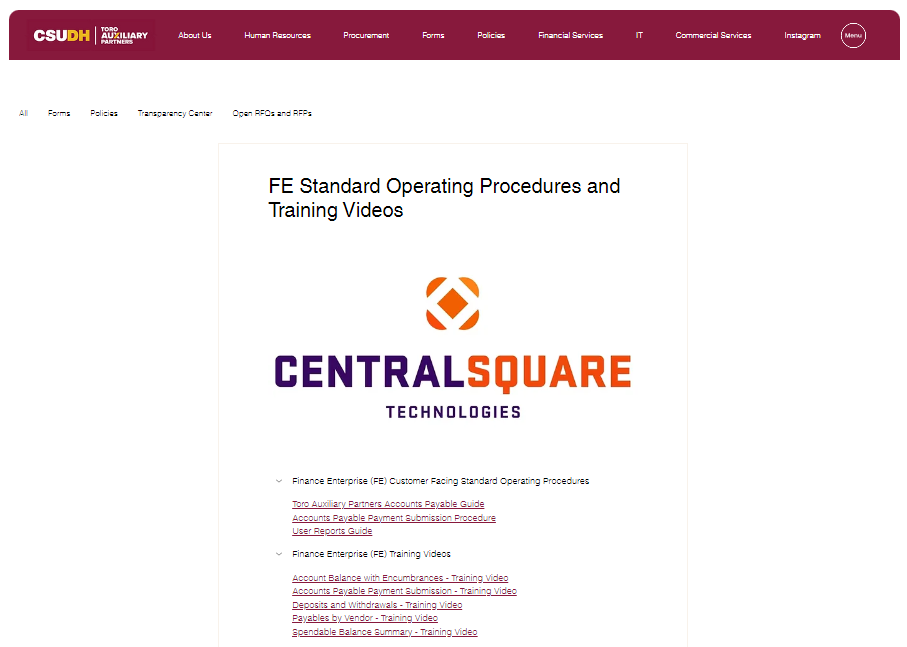 CSUDH TORO AUXILIARY PARTNERS
About Us
Human Resources
Procurement
Forms
Policies
Financial Services
IT
Commercial Services
Instagram
Menu
All
Forms
Policies
Transparency Center
Open RFQs and RFPs
FE Standard Operating Procedures and
Training Videos
CENTRALSQUARE
TECHNOLOGIES
Finance Enterprise (FE) Customer Facing Standard Operating Procedures
Toro Auxiliary Partners Accounts Payable Guide
Accounts Payable Payment Submission Procedure
User Reports Guide
Finance Enterprise (FE) Training Videos
Account Balance with Encumbrances - Training Video
Accounts Payable Payment Submission - Training Video
Deposits and Withdrawals - Training Video
Payables by Vendor - Training Video
Spendable Balance Summary - Training Video